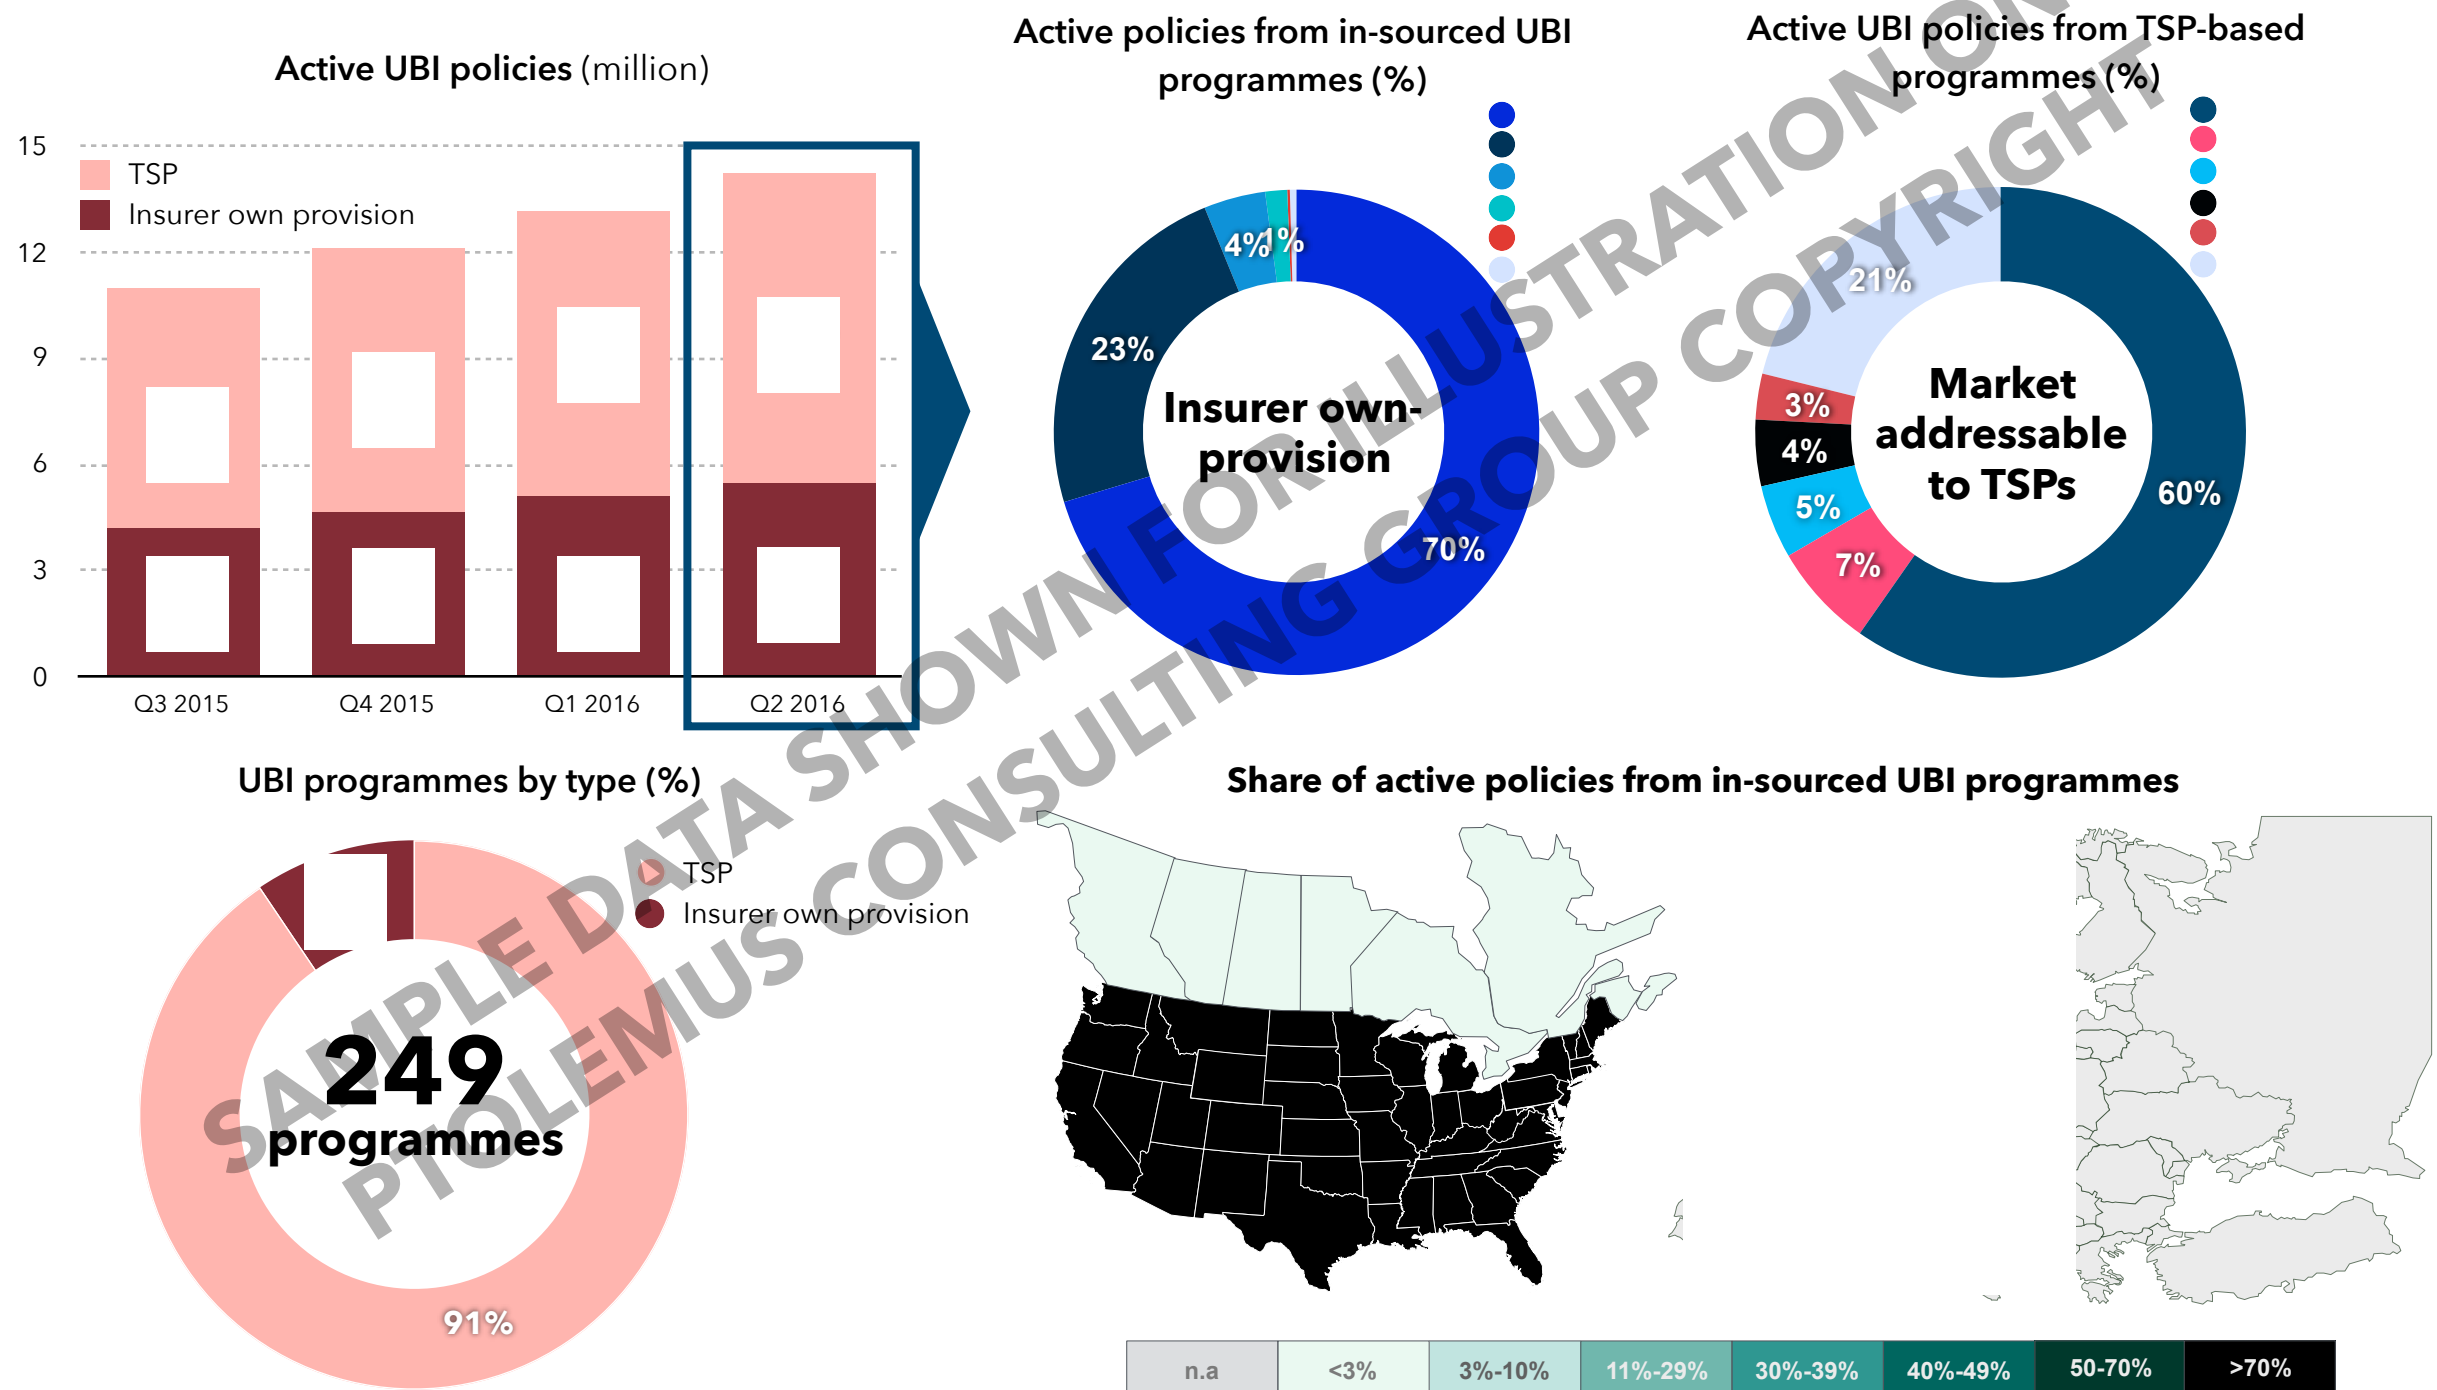 Active UBI policies (million)
15
12
9
6
3
0
TSP
Insurer own provision
Q3 2015
Q4 2015
Q1 2016
Q2 2016
Active policies from in-sourced UBI
programmes (%)
70%
23%
4%
1%
Insurer own-
provision
Active UBI policies from TSP-based
programmes (%)
60%
7%
5%
4%
3%
21%
Market
addressable
to TSPs
UBI programmes by type (%)
TSP
Insurer own provision
249
programmes
91%
Share of active policies from in-sourced UBI programmes
n.a
<3%
3%-10%
11%-29%
30%-39%
40%-49%
50-70%
>70%
SAMPLE DATA SHOWN FOR ILLUSTRATION
PTOLEMUS CONSULTING GROUP COPYRIGHT